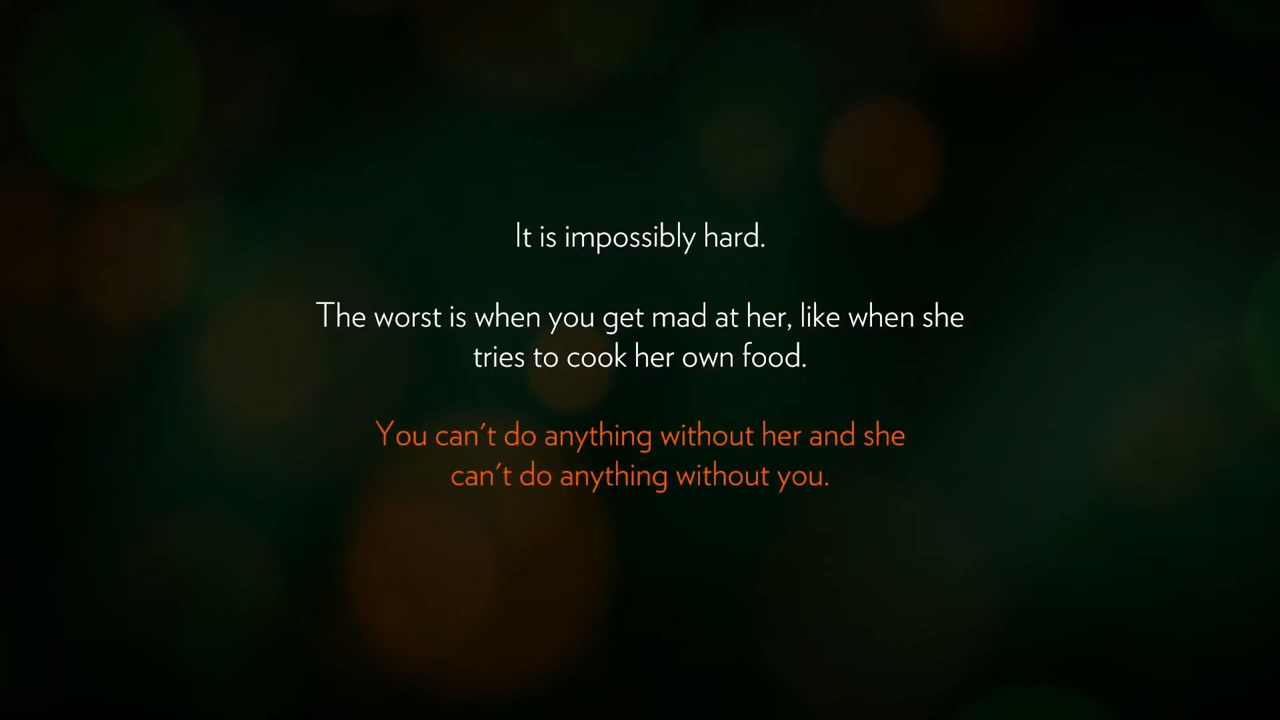 It is impossibly hard.
The worst is when you get mad at her, like when she
tries to cook her own food.
You can't do anything without her and she
can't do anything without you.